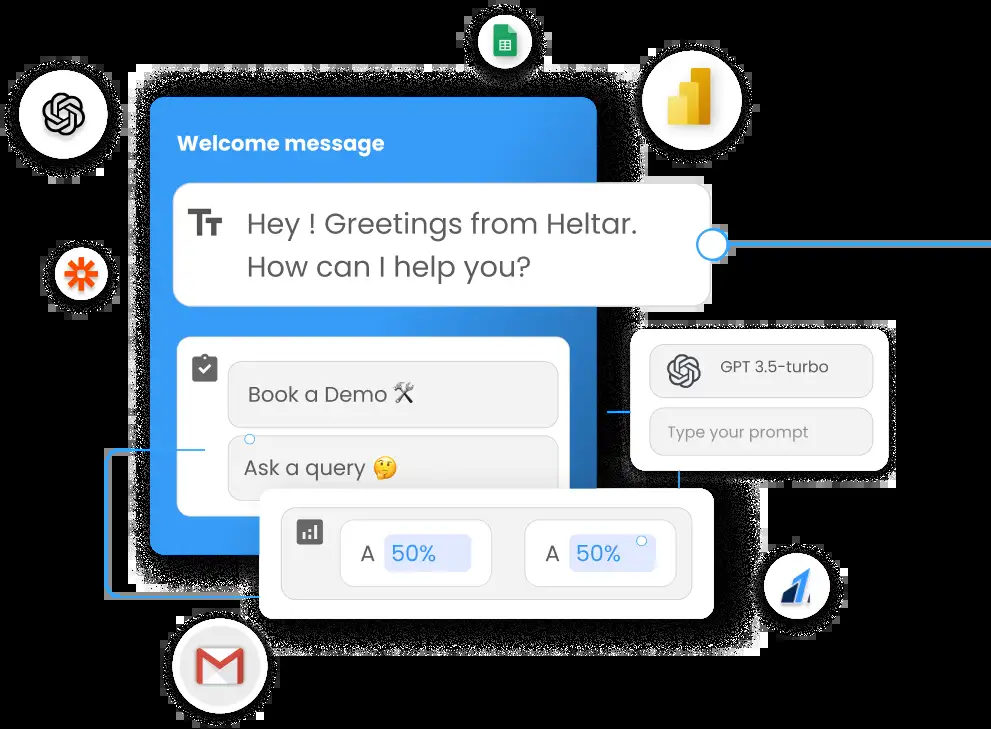 Welcome message
Hey ! Greetings from Heltar.
How can I help you?
Book a Demo 🛠
Ask a query 🤔
GPT 3.5-turbo
Type your prompt
A 50%
A 50%